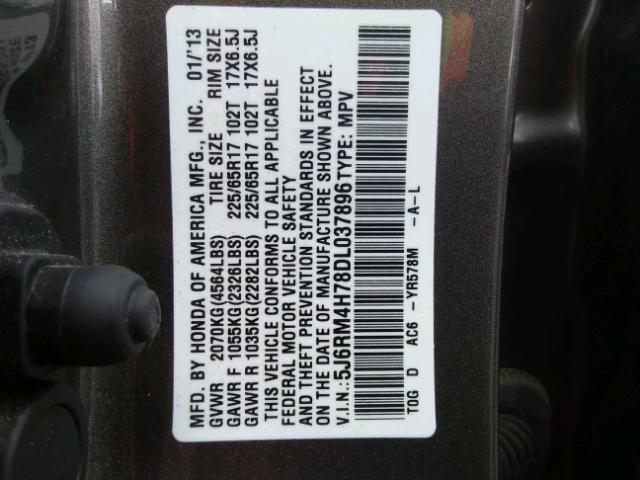 MFD. BY HONDA OF AMERICA MFG., INC. 01/13
TIRE SIZE RIM SIZE
GVWR 2070KG(4564LBS)
GAWR F 1055KG(2326LBS) 225/65R17 102T 17X6.5J
GAWR R 1035KG(2282LBS) 225/65R17 102T 17X6.5J
THIS VEHICLE CONFORMS TO ALL APPLICABLE
FEDERAL MOTOR VEHICLE SAFETY
AND THEFT PREVENTION STANDARDS IN EFFECT
ON THE DATE OF MANUFACTURE SHOWN ABOVE.
V.I.N.:5J6RM4H78DL037896 TYPE: MPV
TOG D AC6 -YR578M -A-L